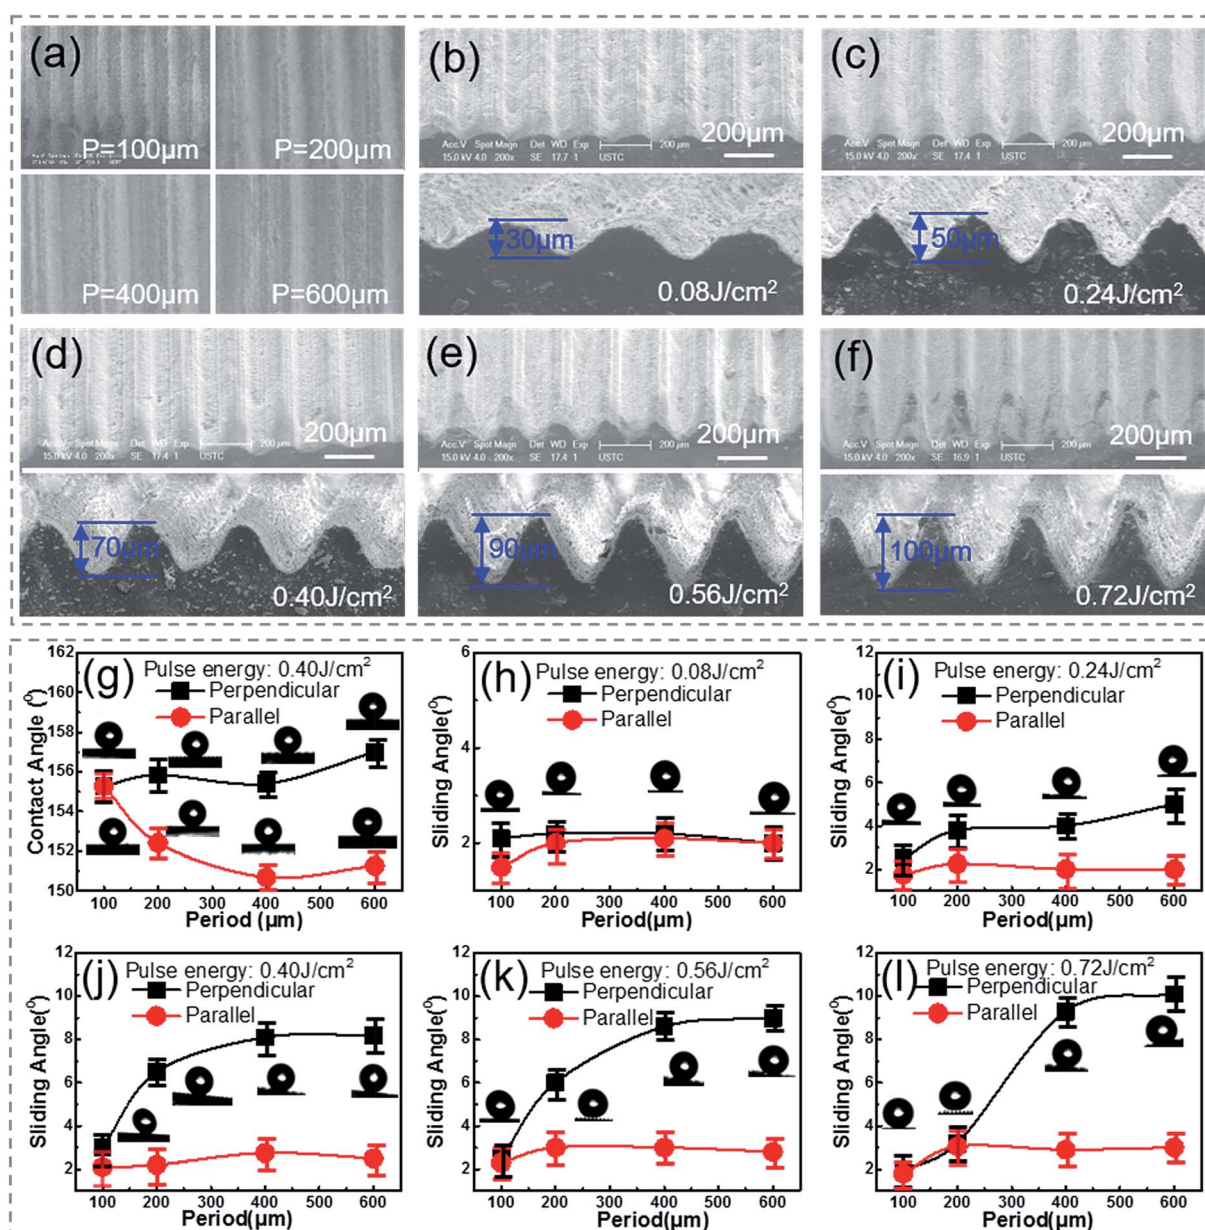 (a)
P=100µm
P=200µm
P=400µm
P=600µm
(b)
Acc.V Spot Magn Det WD Exp 200 µm
15.0 kV 4.0 200x SE 17.7 1 USTC
200µm
30µm
0.08J/cm²
(c)
Acc.V Spot Magn Det WD Exp 200 µm
15.0 kV 4.0 200x SE 17.4 1 USTC
200µm
50µm
0.24J/cm²
(d)
Acc.V Spot Magn Det WD Exp 200 µm
15.0 kV 4.0 200x SE 17.4 1 USTC
200µm
70µm
0.40J/cm²
(e)
Acc.V Spot Magn Det WD Exp 200 µm
15.0 kV 4.0 200x SE 17.4 1 USTC
200µm
90µm
0.56J/cm²
(f)
Acc.V Spot Magn Det WD Exp 200 µm
15.0 kV 4.0 200x SE 16.9 1 USTC
200µm
100µm
0.72J/cm²
(g)
Pulse energy: 0.40J/cm²
Perpendicular
Parallel
Contact Angle (°)
162
160
159
157
156
154
153
151
150
100 200 300 400 500 600
Period (µm)
(h)
Pulse energy: 0.08J/cm²
Perpendicular
Parallel
Sliding Angle(°)
6
4
2
100 200 300 400 500 600
Period(µm)
(i)
Pulse energy: 0.24J/cm²
Perpendicular
Parallel
Sliding Angle(°)
12
10
8
6
4
2
100 200 300 400 500 600
Period(µm)
(j)
Pulse energy: 0.40J/cm²
Perpendicular
Parallel
Sliding Angle(°)
12
10
8
6
4
2
100 200 300 400 500 600
Period(µm)
(k)
Pulse energy: 0.56J/cm²
Perpendicular
Parallel
Sliding Angle(°)
12
10
8
6
4
2
100 200 300 400 500 600
Period(µm)
(l)
Pulse energy: 0.72J/cm²
Perpendicular
Parallel
Sliding Angle(°)
12
10
8
6
4
2
100 200 300 400 500 600
Period(µm)